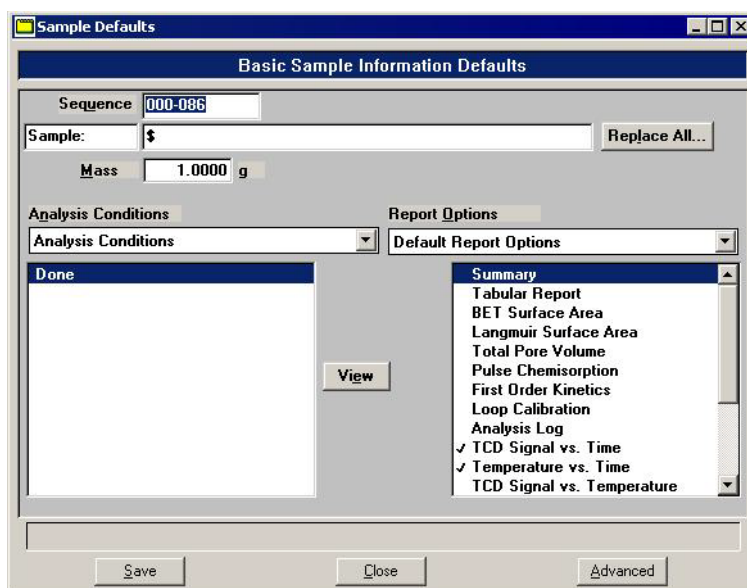 Sample Defaults
Basic Sample Information Defaults
Sequence 000-086
Sample: $ Replace All...
Mass 1.0000 g
Analysis Conditions Report Options
Analysis Conditions Default Report Options
Done Summary
Tabular Report
BET Surface Area
Langmuir Surface Area
Total Pore Volume
View Pulse Chemisorption
First Order Kinetics
Loop Calibration
Analysis Log
✓ TCD Signal vs. Time
✓ Temperature vs. Time
TCD Signal vs. Temperature
Save Close Advanced